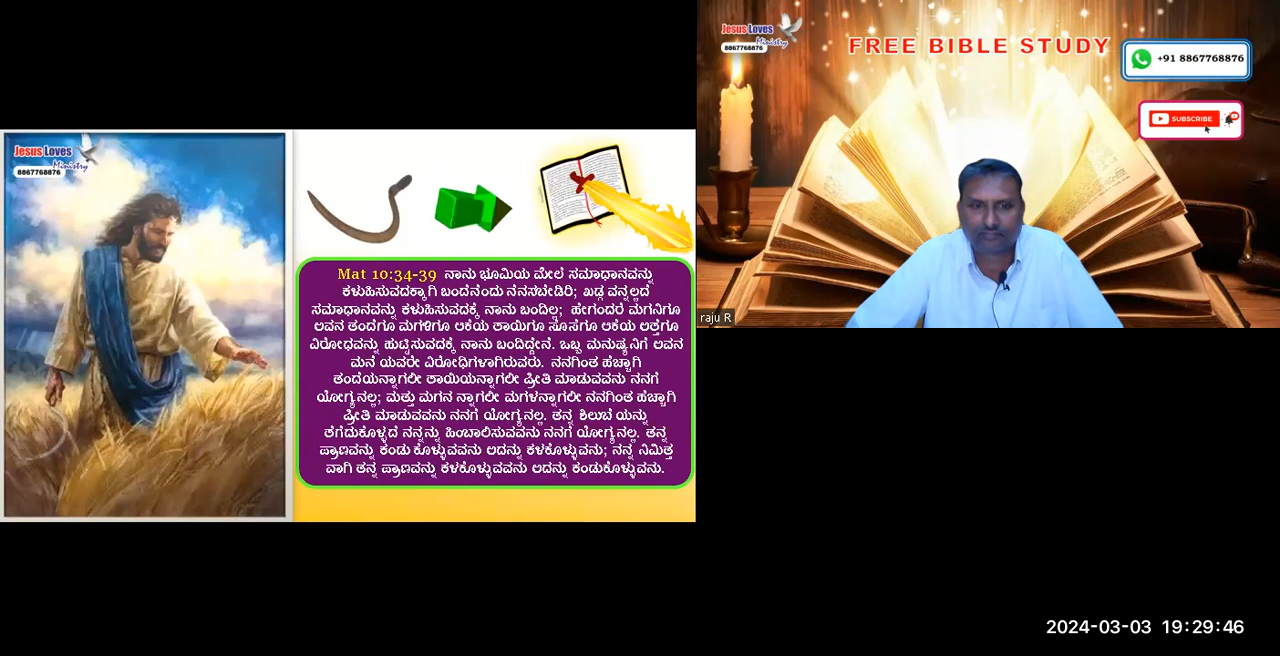 Jesus Loves
Ministry
8867768876
Mat 10:34-39 ನಾನು ಭೂಮಿಯ ಮೇಲೆ ಸಮಾಧಾನವನ್ನು
ಕಳುಹಿಸುವದಕ್ಕಾಗಿ ಬಂದೆನೆಂದು ನೆನಸಬೇಡಿರಿ; ಖಡ್ಗ ವನ್ನಲ್ಲದೆ
ಸಮಾಧಾನವನ್ನು ಕಳುಹಿಸುವದಕ್ಕೆ ನಾನು ಬಂದಿಲ್ಲ; ಹೇಗಂದರೆ ಮಗನಿಗೂ
ಅವನ ತಂದೆಗೂ ಮಗಳಿಗೂ ಆಕೆಯ ತಾಯಿಗೂ ಸೊಸೆಗೂ ಆಕೆಯ ಅತ್ತೆಗೂ
ವಿರೋಧವನ್ನು ಹುಟ್ಟಿಸುವದಕ್ಕೆ ನಾನು ಬಂದಿದ್ದೇನೆ. ಒಬ್ಬ ಮನುಷ್ಯನಿಗೆ ಅವನ
ಮನೆ ಯವರೇ ವಿರೋಧಿಗಳಾಗಿರುವರು. ನನಗಿಂತ ಹೆಚ್ಚಾಗಿ
ತಂದೆಯನ್ನಾಗಲೀ ತಾಯಿಯನ್ನಾಗಲೀ ಪ್ರೀತಿ ಮಾಡುವವನು ನನಗೆ
ಯೋಗ್ಯನಲ್ಲ; ಮತ್ತು ಮಗನ ನ್ನಾಗಲೀ ಮಗಳನ್ನಾಗಲೀ ನನಗಿಂತ ಹೆಚ್ಚಾಗಿ
ಪ್ರೀತಿ ಮಾಡುವವನು ನನಗೆ ಯೋಗ್ಯನಲ್ಲ. ತನ್ನ ಶಿಲುಬೆ ಯನ್ನು
ತೆಗೆದುಕೊಳ್ಳದೆ ನನ್ನನ್ನು ಹಿಂಬಾಲಿಸುವವನು ನನಗೆ ಯೋಗ್ಯನಲ್ಲ. ತನ್ನ
ಪ್ರಾಣವನ್ನು ಕಂಡು ಕೊಳ್ಳುವವನು ಅದನ್ನು ಕಳಕೊಳ್ಳುವನು; ನನ್ನ ನಿಮಿತ್ತ
ವಾಗಿ ತನ್ನ ಪ್ರಾಣವನ್ನು ಕಳಕೊಳ್ಳುವವನು ಅದನ್ನು ಕಂಡುಕೊಳ್ಳುವನು.
Jesus Loves
Ministry
8867768876
FREE BIBLE STUDY
+91 8867768876
SUBSCRIBE
raju R
2024-03-03 19:29:46